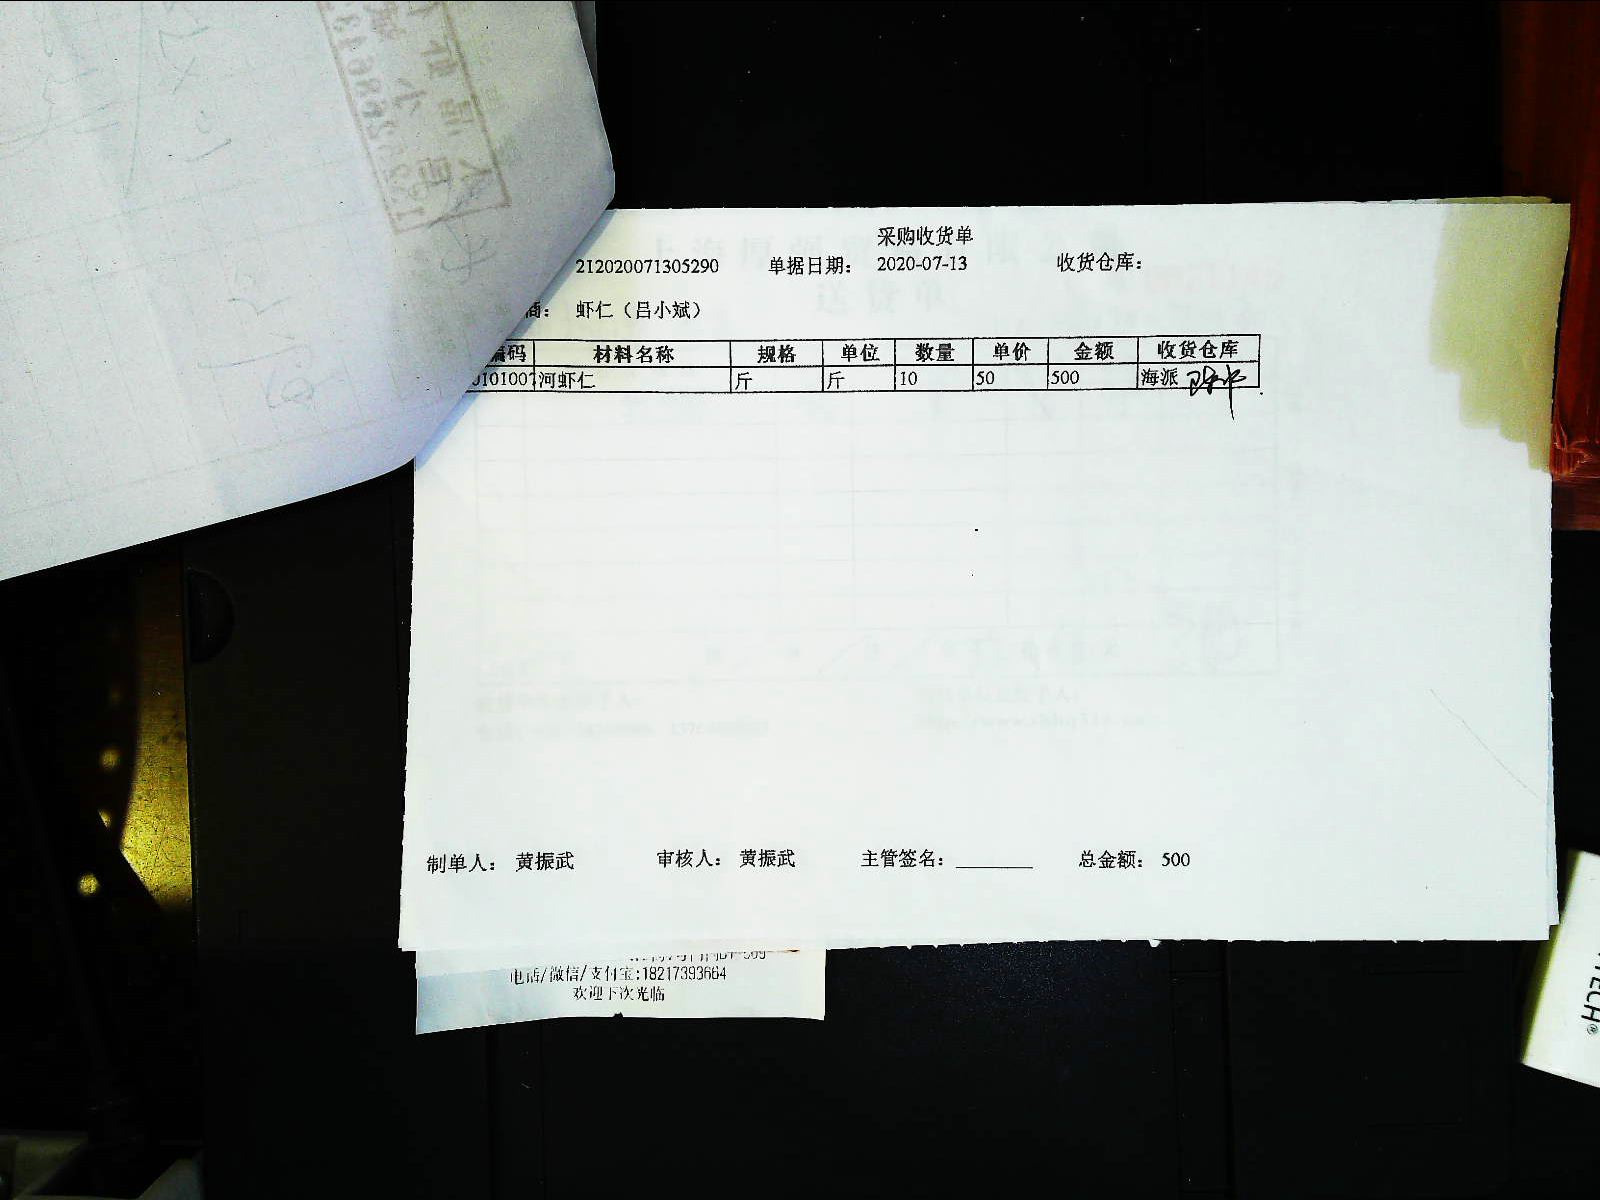 采购收货单
212020071305290 单据日期： 2020-07-13 收货仓库：
商： 虾仁（吕小斌）
编码 材料名称 规格 单位 数量 单价 金额 收货仓库
0101007 河虾仁 斤 斤 10 50 500 海派
制单人： 黄振武 审核人： 黄振武 主管签名： 总金额： 500
电话/微信/支付宝:18217393664
欢迎下次光临
TECH®